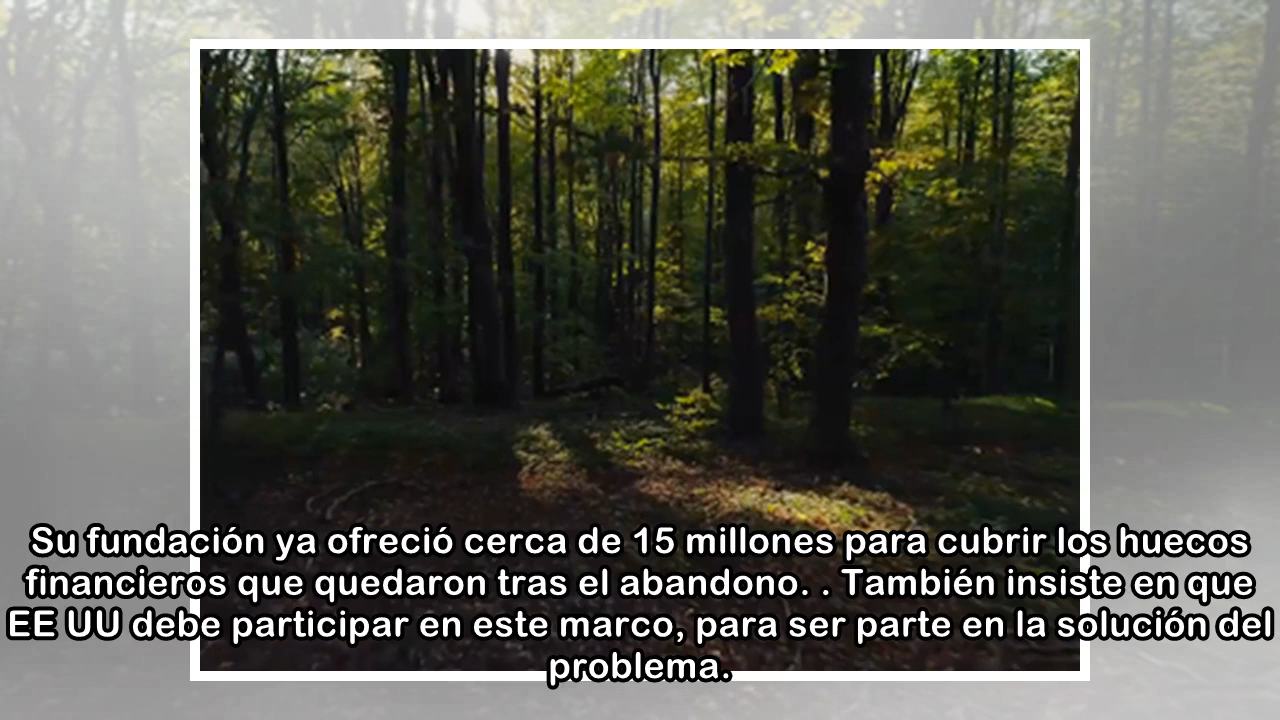 Su fundación ya ofreció cerca de 15 millones para cubrir los huecos
financieros que quedaron tras el abandono. . También insiste en que
EE UU debe participar en este marco, para ser parte en la solución del
problema.